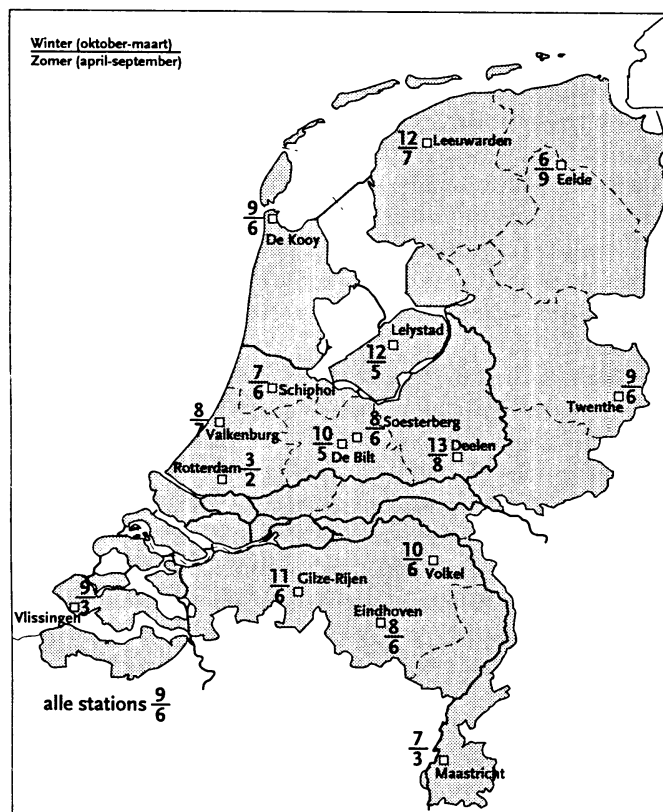 Winter (oktober-maart)
Zomer (april-september)
12
7
Leeuwarden
6
9
Eelde
9
6
De Kooy
Lelystad
12
5
7
6
Schiphol
9
6
Twenthe
8
7
Valkenburg
8
6
Soesterberg
10
5
De Bilt
13
8
Deelen
Rotterdam
3
2
10
6
Volkel
11
6
Gilze-Rijen
9
3
Vlissingen
Eindhoven
8
6
alle stations 9
6
7
3
Maastricht